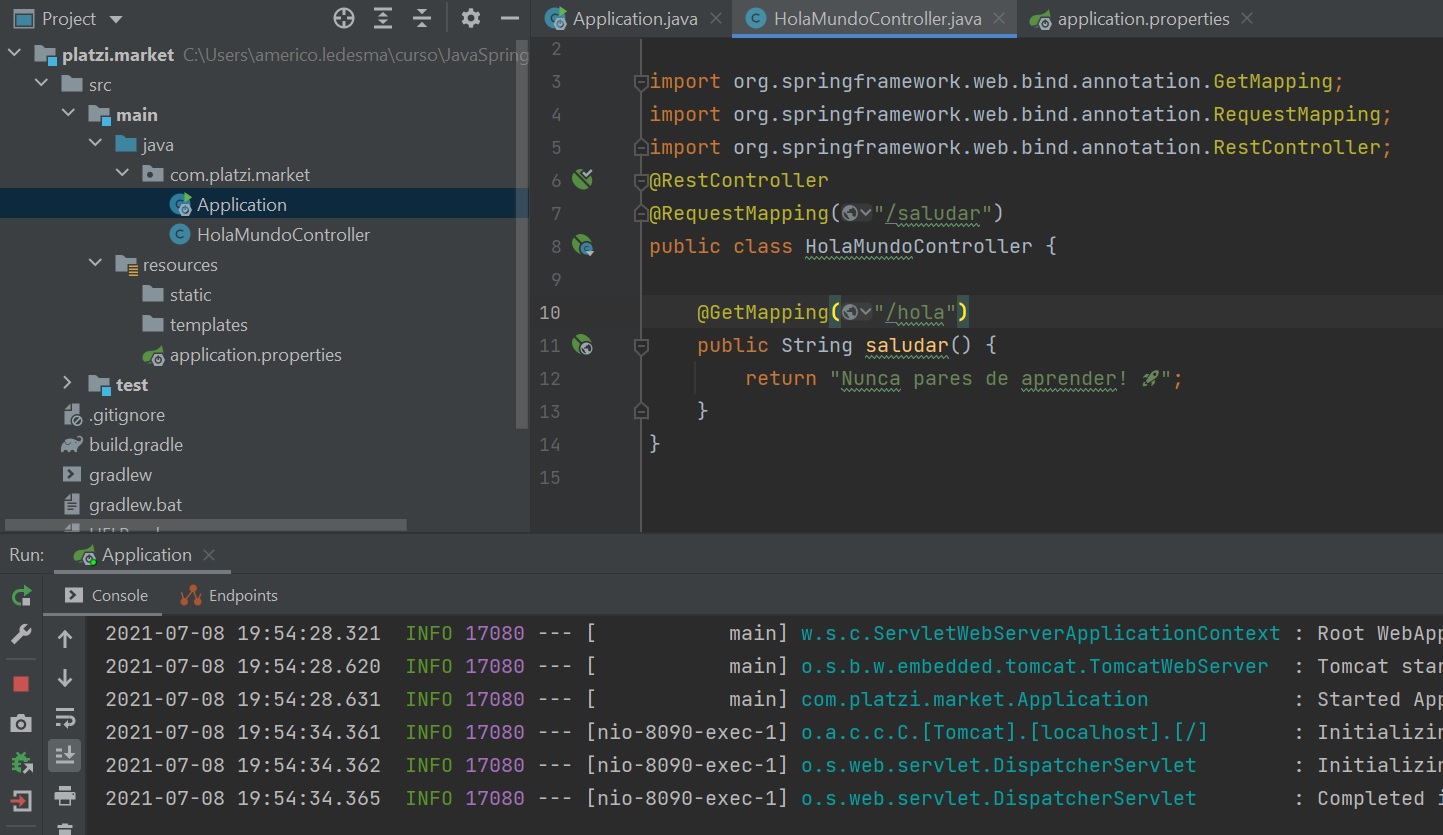 Project
platzi.market C:\Users\americo.ledesma\curso\JavaSpring
src
main
java
com.platzi.market
Application
HolaMundoController
resources
static
templates
application.properties
test
.gitignore
build.gradle
gradlew
gradlew.bat
Application.java
HolaMundoController.java
application.properties
2
3 import org.springframework.web.bind.annotation.GetMapping;
4 import org.springframework.web.bind.annotation.RequestMapping;
5 import org.springframework.web.bind.annotation.RestController;
6 @RestController
7 @RequestMapping("/saludar")
8 public class HolaMundoController {
9
10 @GetMapping("/hola")
11 public String saludar() {
12 return "Nunca pares de aprender! 🚀";
13 }
14 }
15
Run: Application
Console Endpoints
2021-07-08 19:54:28.321 INFO 17080 --- [ main] w.s.c.ServletWebServerApplicationContext : Root WebApp
2021-07-08 19:54:28.620 INFO 17080 --- [ main] o.s.b.w.embedded.tomcat.TomcatWebServer : Tomcat star
2021-07-08 19:54:28.631 INFO 17080 --- [ main] com.platzi.market.Application : Started App
2021-07-08 19:54:34.361 INFO 17080 --- [nio-8090-exec-1] o.a.c.c.C.[Tomcat].[localhost].[/] : Initializin
2021-07-08 19:54:34.362 INFO 17080 --- [nio-8090-exec-1] o.s.web.servlet.DispatcherServlet : Initializin
2021-07-08 19:54:34.365 INFO 17080 --- [nio-8090-exec-1] o.s.web.servlet.DispatcherServlet : Completed i